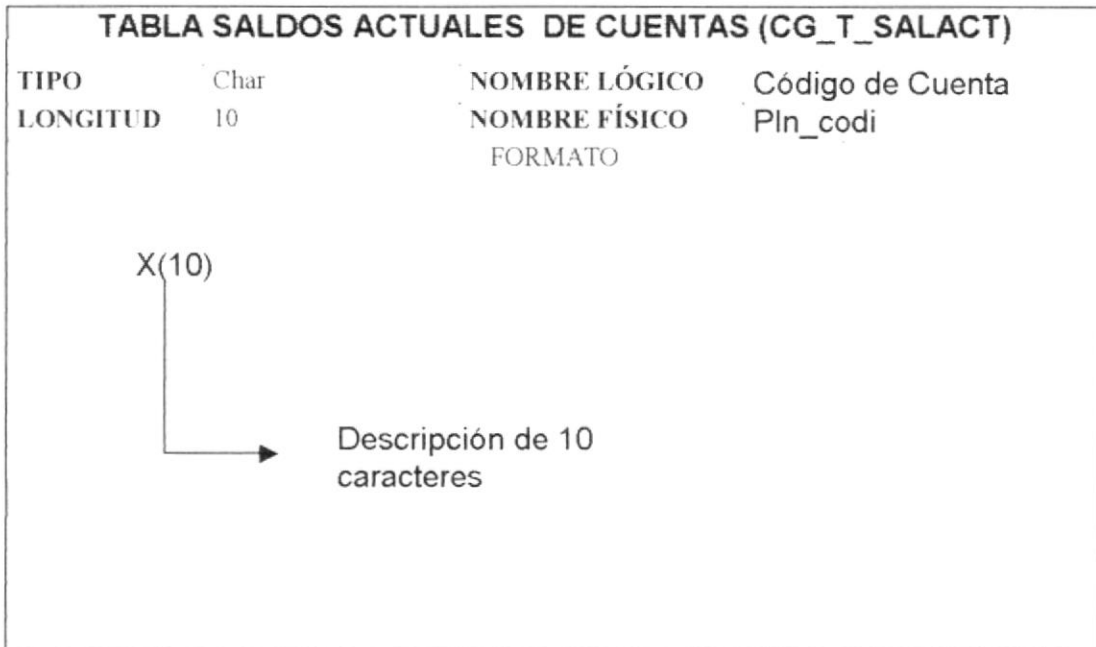 TABLA SALDOS ACTUALES DE CUENTAS (CG_T_SALACT)
TIPO Char NOMBRE LÓGICO Código de Cuenta
LONGITUD 10 NOMBRE FÍSICO Pln_codi
FORMATO
X(10)
Descripción de 10
caracteres